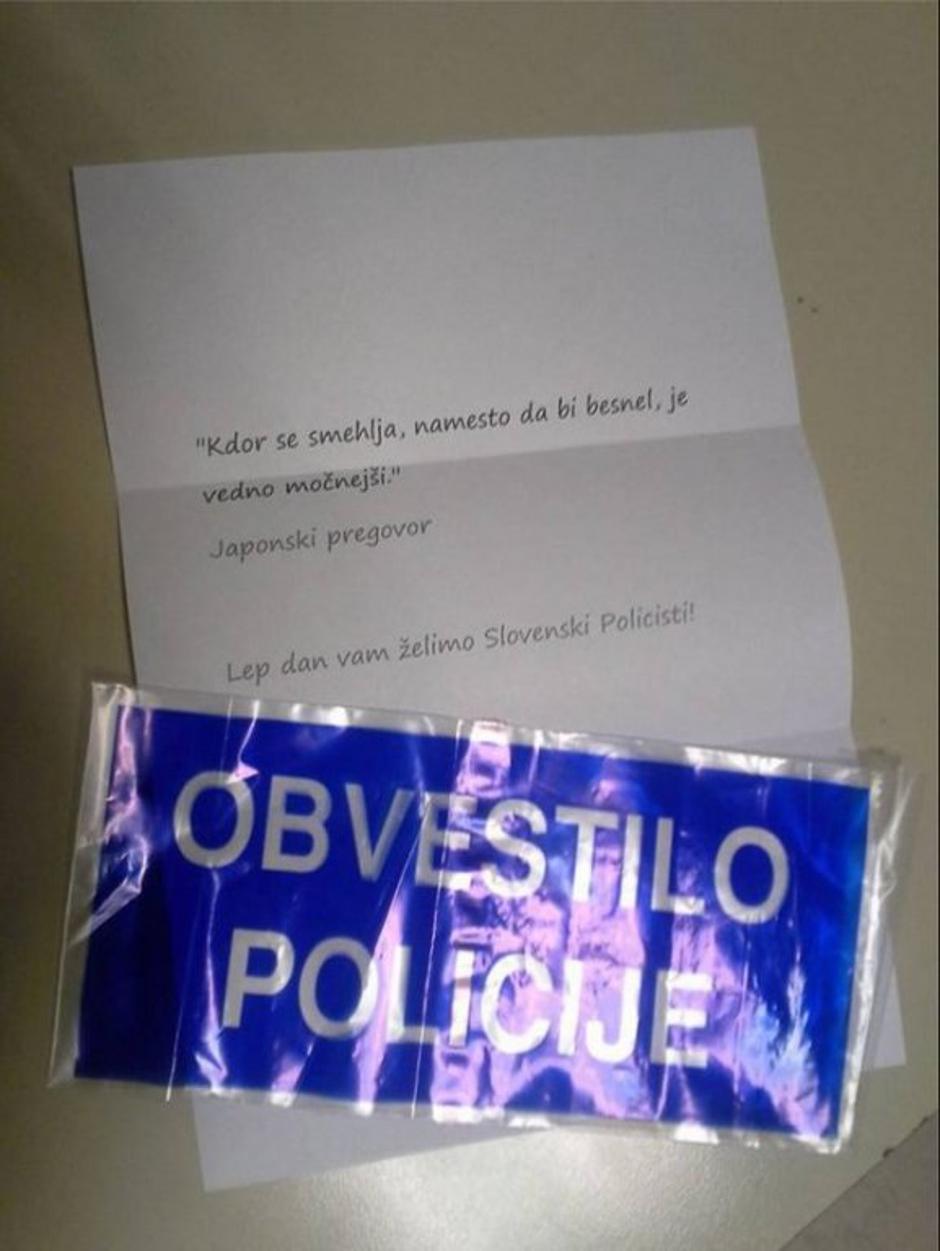 "Kdor se smehlja, namesto da bi besnel, je
vedno močnejši."
Japonski pregovor
Lep dan vam želimo Slovenski Policisti!
OBVESTILO
POLICIJE